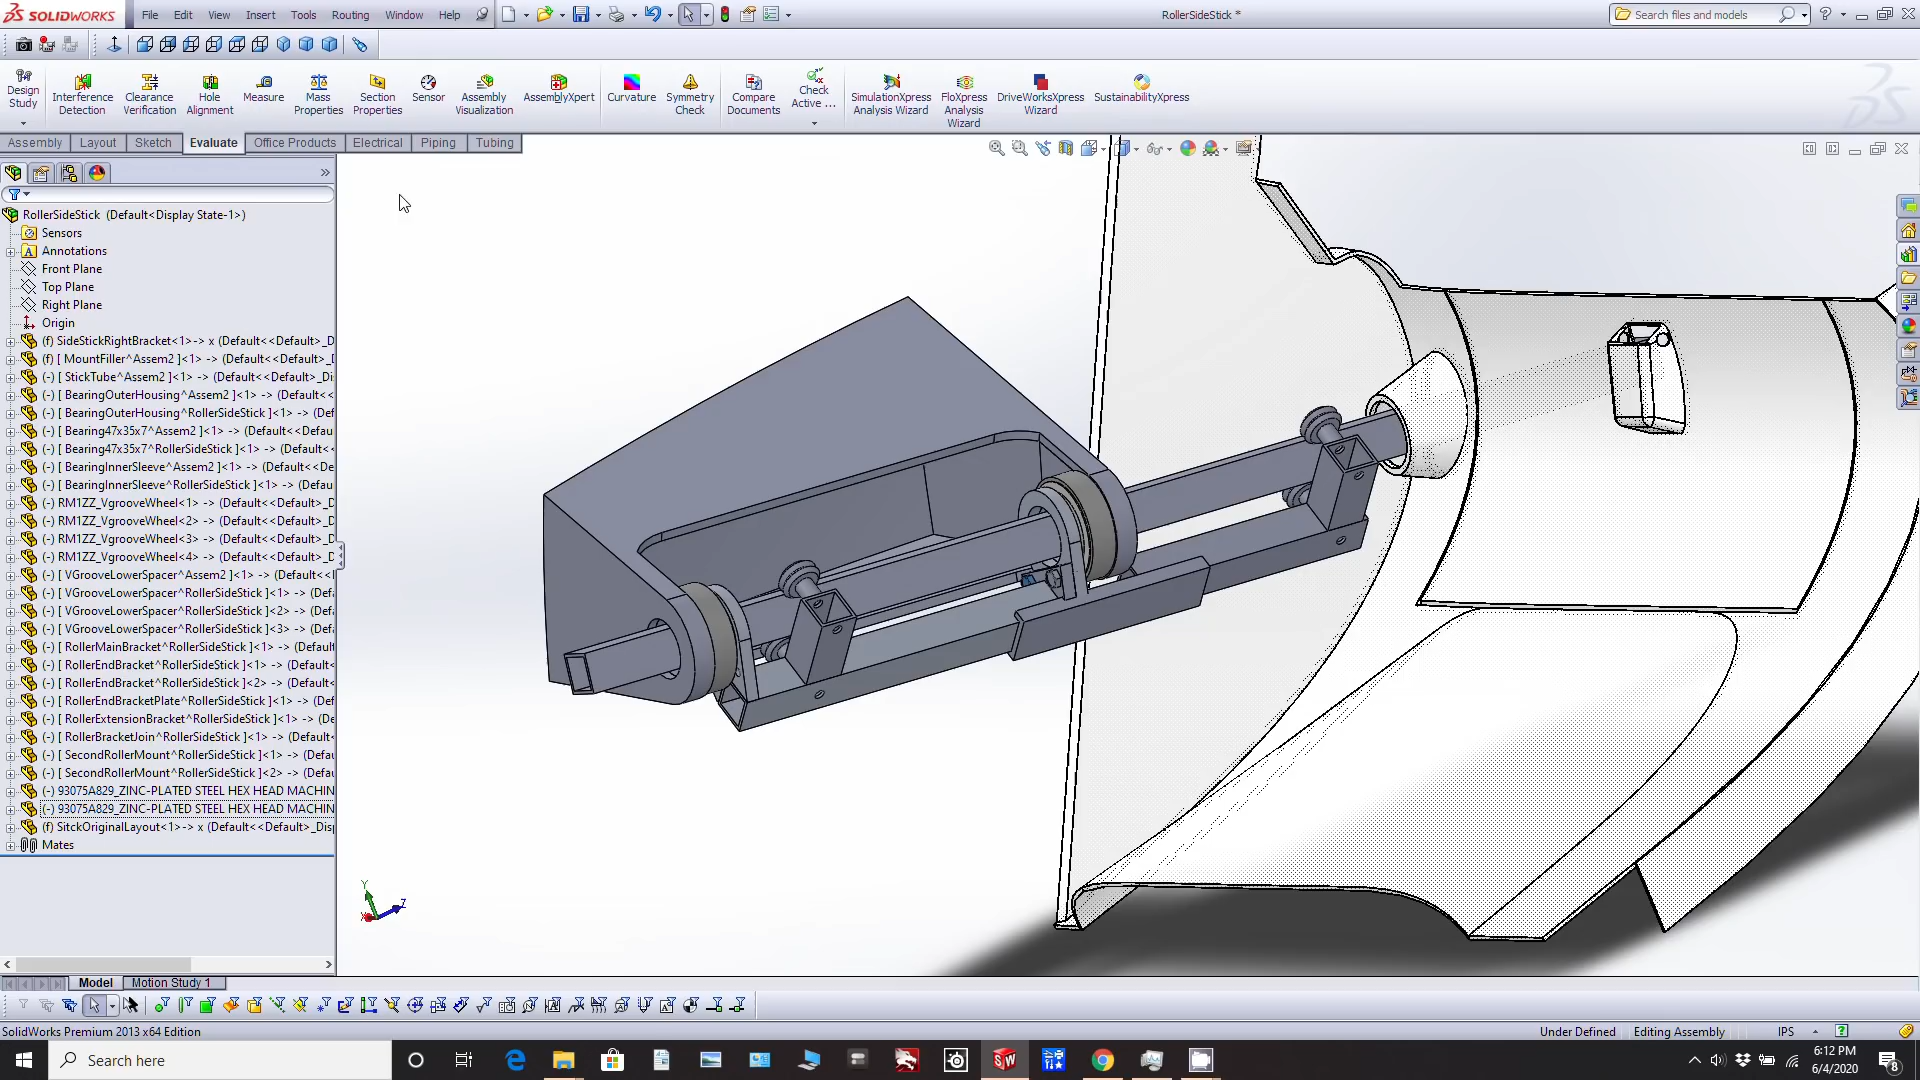 SOLIDWORKS File Edit View Insert Tools Routing Window Help RollerSideStick * Search files and models
Design Study
Interference Detection
Clearance Verification
Hole Alignment
Measure
Mass Properties
Section Properties
Sensor
Assembly Visualization
AssemblyXpert
Curvature
Symmetry Check
Compare Documents
Check Active ...
SimulationXpress Analysis Wizard
FloXpress Analysis Wizard
DriveWorksXpress Wizard
SustainabilityXpress
Assembly Layout Sketch Evaluate Office Products Electrical Piping Tubing
RollerSideStick (Default<Display State-1>)
Sensors
Annotations
Front Plane
Top Plane
Right Plane
Origin
(f) SideStickRightBracket<1>-> x (Default<<Default>_D
(f) [ MountFiller^Assem2 ]<1> -> (Default<<Default>_D
(-) [ StickTube^Assem2 ]<1> -> (Default<<Default>_Di
(-) [ BearingOuterHousing^Assem2 ]<1> -> (Default<<
(-) [ BearingOuterHousing^RollerSideStick ]<1> -> (Def
(-) [ Bearing47x35x7^Assem2 ]<1> -> (Default<<Defaul
(-) [ Bearing47x35x7^RollerSideStick ]<1> -> (Default<
(-) [ BearingInnerSleeve^Assem2 ]<1> -> (Default<<De
(-) [ BearingInnerSleeve^RollerSideStick ]<1> -> (Defau
(-) RM1ZZ_VgrooveWheel<1> -> (Default<<Default>_D
(-) RM1ZZ_VgrooveWheel<2> -> (Default<<Default>_D
(-) RM1ZZ_VgrooveWheel<3> -> (Default<<Default>_D
(-) RM1ZZ_VgrooveWheel<4> -> (Default<<Default>_D
(-) [ VGrooveLowerSpacer^Assem2 ]<1> -> (Default<<
(-) [ VGrooveLowerSpacer^RollerSideStick ]<1> -> (Def
(-) [ VGrooveLowerSpacer^RollerSideStick ]<2> -> (Def
(-) [ VGrooveLowerSpacer^RollerSideStick ]<3> -> (Def
(-) [ RollerMainBracket^RollerSideStick ]<1> -> (Defaul
(-) [ RollerEndBracket^RollerSideStick ]<1> -> (Default
(-) [ RollerEndBracket^RollerSideStick ]<2> -> (Default
(-) [ RollerEndBracketPlate^RollerSideStick ]<1> -> (De
(-) [ RollerExtensionBracket^RollerSideStick ]<1> -> (De
(-) [ RollerBracketJoin^RollerSideStick ]<1> -> (Default
(-) [ SecondRollerMount^RollerSideStick ]<1> -> (Defau
(-) [ SecondRollerMount^RollerSideStick ]<2> -> (Defau
(-) 93075A829_ZINC-PLATED STEEL HEX HEAD MACHIN
(-) 93075A829_ZINC-PLATED STEEL HEX HEAD MACHIN
(f) SitckOriginalLayout<1>-> x (Default<<Default>_Disp
Mates
Y
X
Z
Model Motion Study 1
SolidWorks Premium 2013 x64 Edition Under Defined Editing Assembly IPS
Search here
6:12 PM
6/4/2020
8